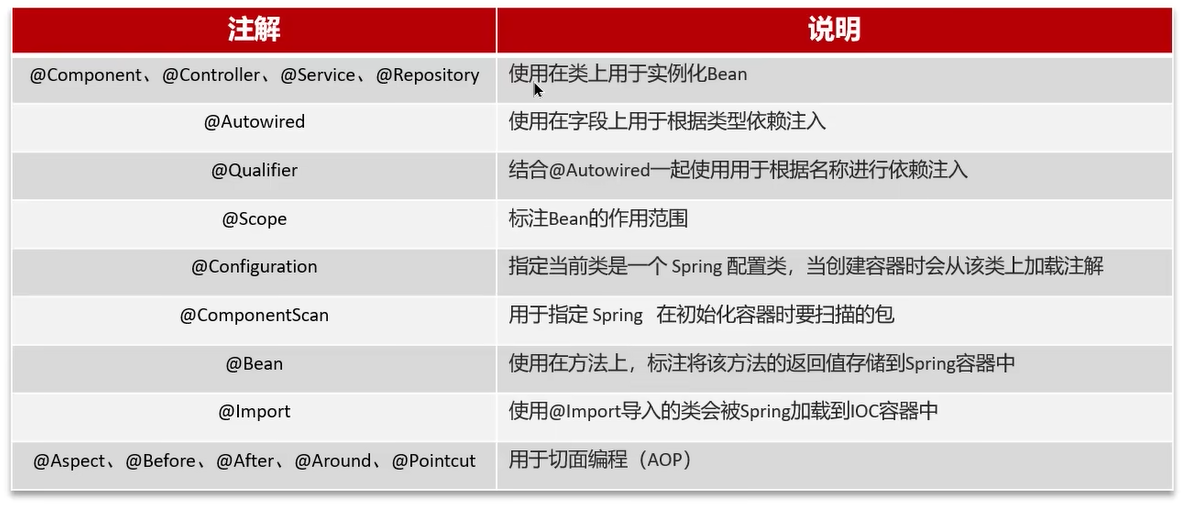 注解 说明
@Component、@Controller、@Service、@Repository 使用在类上用于实例化Bean
@Autowired 使用在字段上用于根据类型依赖注入
@Qualifier 结合@Autowired一起使用用于根据名称进行依赖注入
@Scope 标注Bean的作用范围
@Configuration 指定当前类是一个 Spring 配置类，当创建容器时会从该类上加载注解
@ComponentScan 用于指定 Spring 在初始化容器时要扫描的包
@Bean 使用在方法上，标注将该方法的返回值存储到Spring容器中
@Import 使用@Import导入的类会被Spring加载到IOC容器中
@Aspect、@Before、@After、@Around、@Pointcut 用于切面编程（AOP）